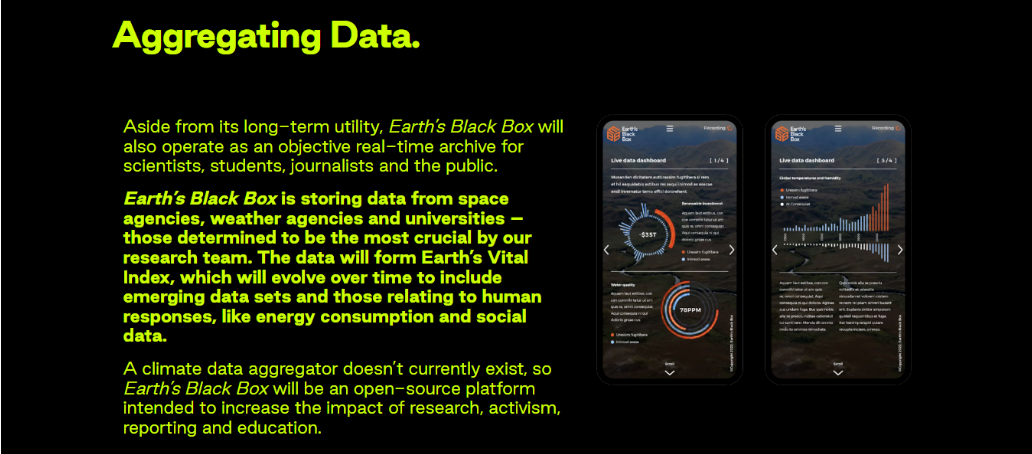 Aggregating Data.
Aside from its long-term utility, Earth's Black Box will
also operate as an objective real-time archive for
scientists, students, journalists and the public.
Earth's Black Box is storing data from space
agencies, weather agencies and universities —
those determined to be the most crucial by our
research team. The data will form Earth's Vital
Index, which will evolve over time to include
emerging data sets and those relating to human
responses, like energy consumption and social
data.
A climate data aggregator doesn't currently exist, so
Earth's Black Box will be an open-source platform
intended to increase the impact of research, activism,
reporting and education.
Earth's
Black
Box
Recording
Live data dashboard [ 1/4 ]
Renewable investment
-$35T
Water quality
70PPM
Scroll
Earth's
Black
Box
Recording
Live data dashboard [ 3/4 ]
Global temperatures and humidity
Scroll